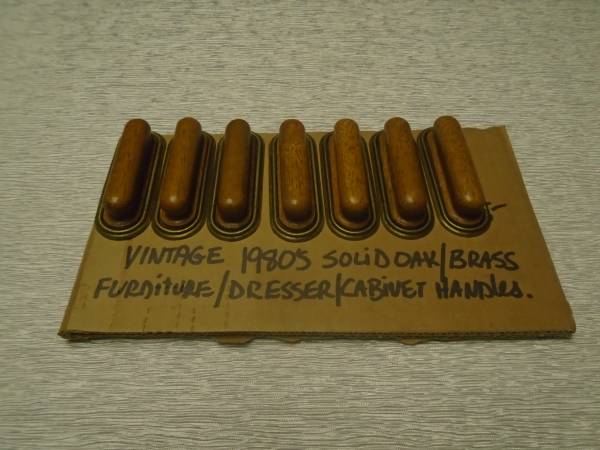 VINTAGE 1980'S SOLID OAK/BRASS
FURNiTURE/DRESSER/CABiNET HANDLes.